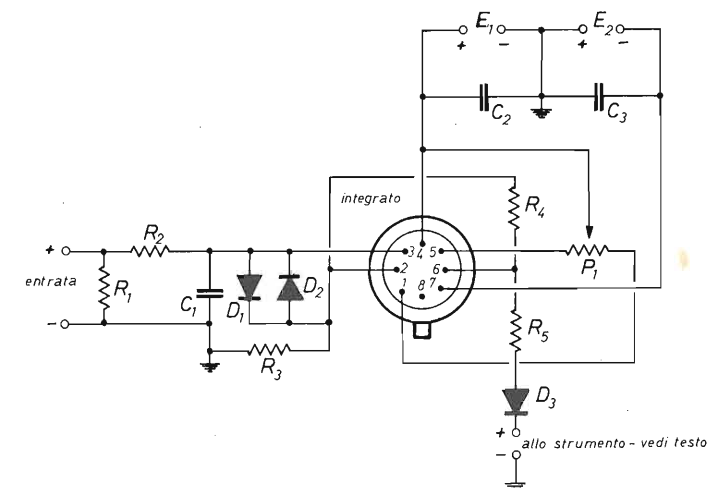 E1 E2
+ - + -
C2 C3
integrato
R4
+ R2
3 4 5
P1
entrata R1 C1 D1 D2
2 6
1 8 7
-
R3
R5
D3
+
- allo strumento - vedi testo